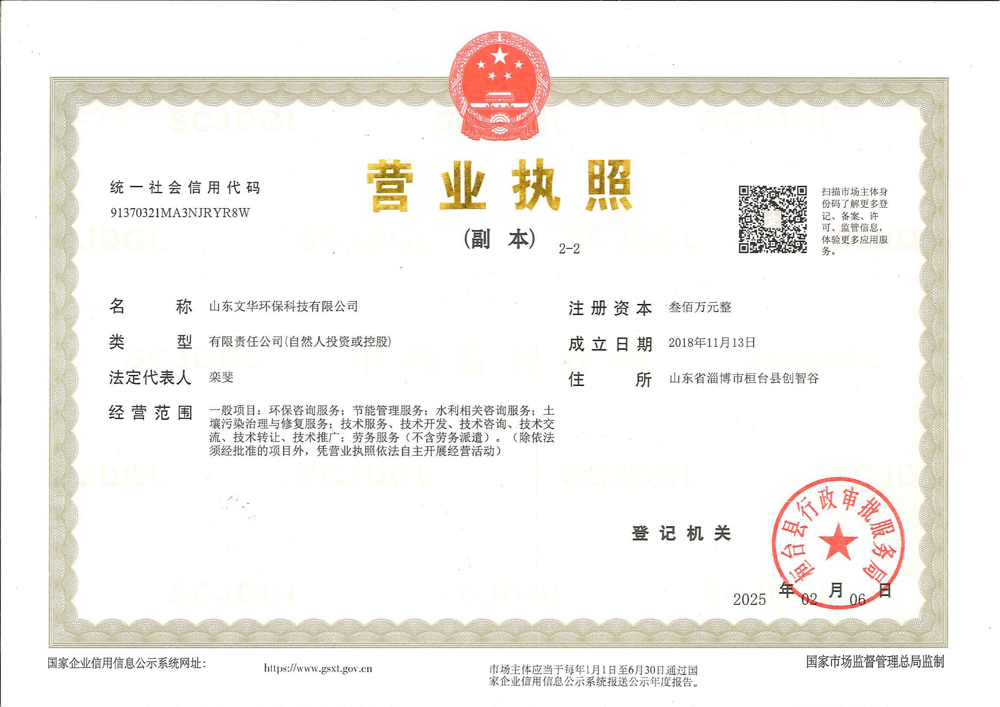 营业执照
(副 本) 2-2
统一社会信用代码
91370321MA3NJRYR8W
扫描市场主体身
份码了解更多登
记、备案、许
可、监管信息，
体验更多应用服
务。
名 称 山东文华环保科技有限公司
类 型 有限责任公司(自然人投资或控股)
法定代表人 栾斐
经营范围 一般项目：环保咨询服务；节能管理服务；水利相关咨询服务；土
壤污染治理与修复服务；技术服务、技术开发、技术咨询、技术交
流、技术转让、技术推广；劳务服务（不含劳务派遣）。（除依法
须经批准的项目外，凭营业执照依法自主开展经营活动）
注册资本 叁佰万元整
成立日期 2018年11月13日
住 所 山东省淄博市桓台县创智谷
登记机关
桓台县行政审批服务局
2025 年 02 月 06 日
国家企业信用信息公示系统网址：
https://www.gsxt.gov.cn
市场主体应当于每年1月1日至6月30日通过国
家企业信用信息公示系统报送公示年度报告。
国家市场监督管理总局监制
SCJDGL